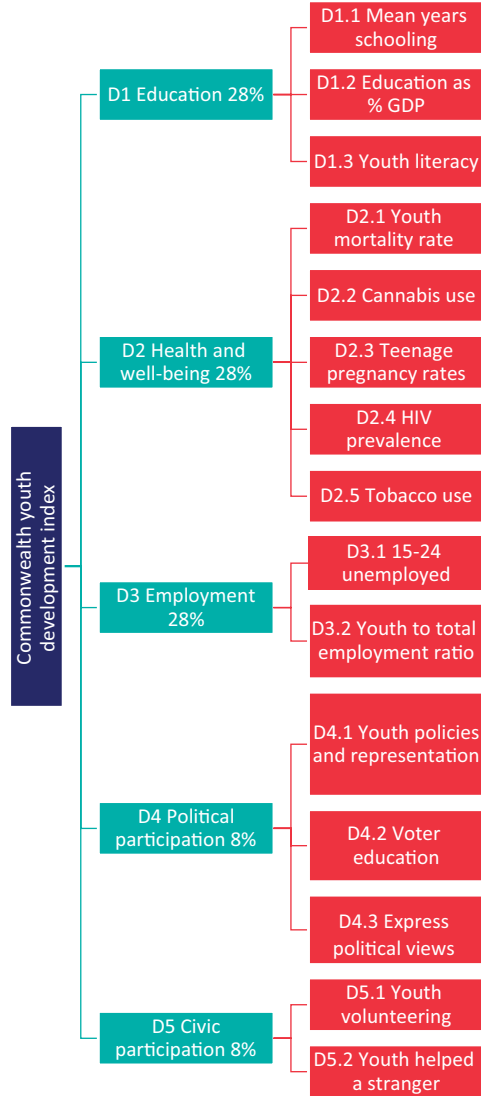 Commonwealth youth
development index
D1 Education 28%
D1.1 Mean years
schooling
D1.2 Education as
% GDP
D1.3 Youth literacy
D2 Health and
well-being 28%
D2.1 Youth
mortality rate
D2.2 Cannabis use
D2.3 Teenage
pregnancy rates
D2.4 HIV
prevalence
D2.5 Tobacco use
D3 Employment
28%
D3.1 15-24
unemployed
D3.2 Youth to total
employment ratio
D4 Political
participation 8%
D4.1 Youth policies
and representation
D4.2 Voter
education
D4.3 Express
political views
D5 Civic
participation 8%
D5.1 Youth
volunteering
D5.2 Youth helped
a stranger